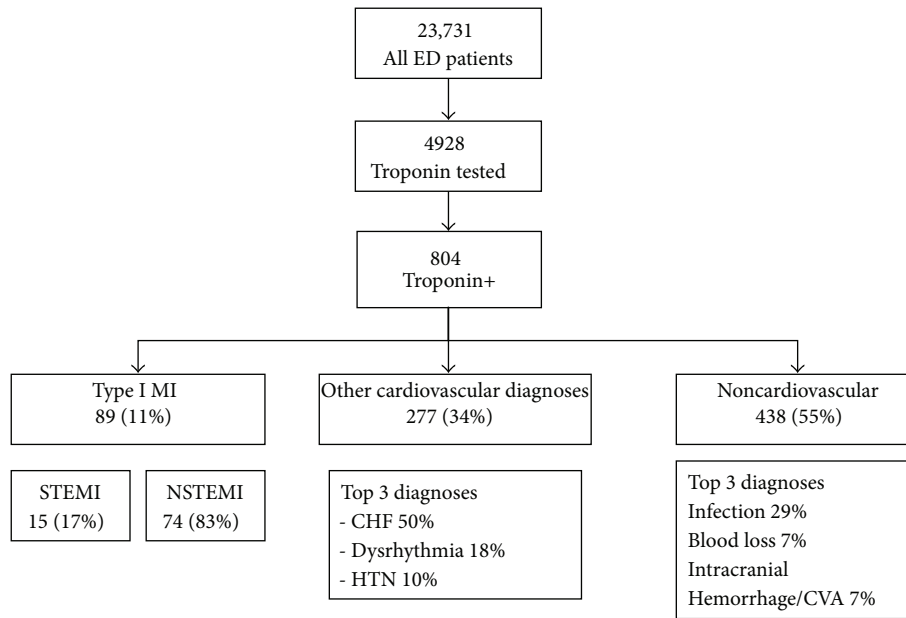 23,731
All ED patients
4928
Troponin tested
804
Troponin+
Type I MI
89 (11%)
Other cardiovascular diagnoses
277 (34%)
Noncardiovascular
438 (55%)
STEMI
15 (17%)
NSTEMI
74 (83%)
Top 3 diagnoses
- CHF 50%
- Dysrhythmia 18%
- HTN 10%
Top 3 diagnoses
Infection 29%
Blood loss 7%
Intracranial
Hemorrhage/CVA 7%